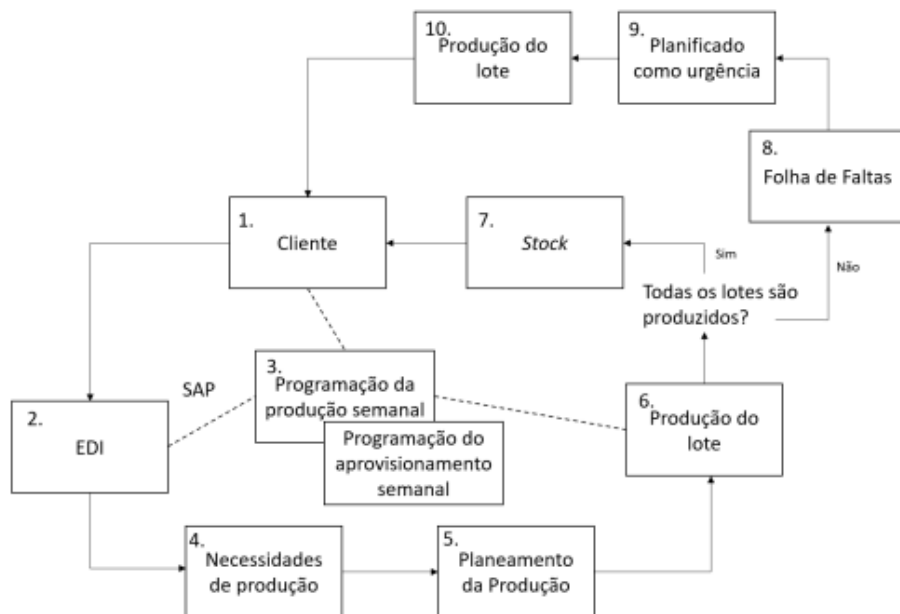 10.
Produção do
lote
9.
Planificado
como urgência
8.
Folha de Faltas
1.
Cliente
7.
Stock
Sim
Não
Todas os lotes são
produzidos?
SAP
3.
Programação da
produção semanal
Programação do
aprovisionamento
semanal
2.
EDI
6.
Produção do
lote
4.
Necessidades
de produção
5.
Planeamento
da Produção